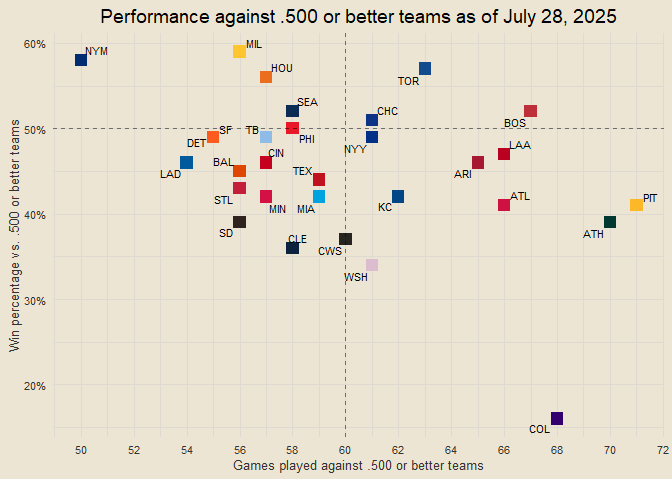 Performance against .500 or better teams as of July 28, 2025
Win percentage vs. .500 or better teams
60%
50%
40%
30%
20%
NYM
MIL
HOU
TOR
SEA
CHC
BOS
SF
TB
PHI
DET
NYY
LAA
CIN
BAL
LAD
TEX
ARI
STL
MIN
MIA
KC
ATL
PIT
SD
CLE
CWS
ATH
WSH
COL
50 52 54 56 58 60 62 64 66 68 70 72
Games played against .500 or better teams